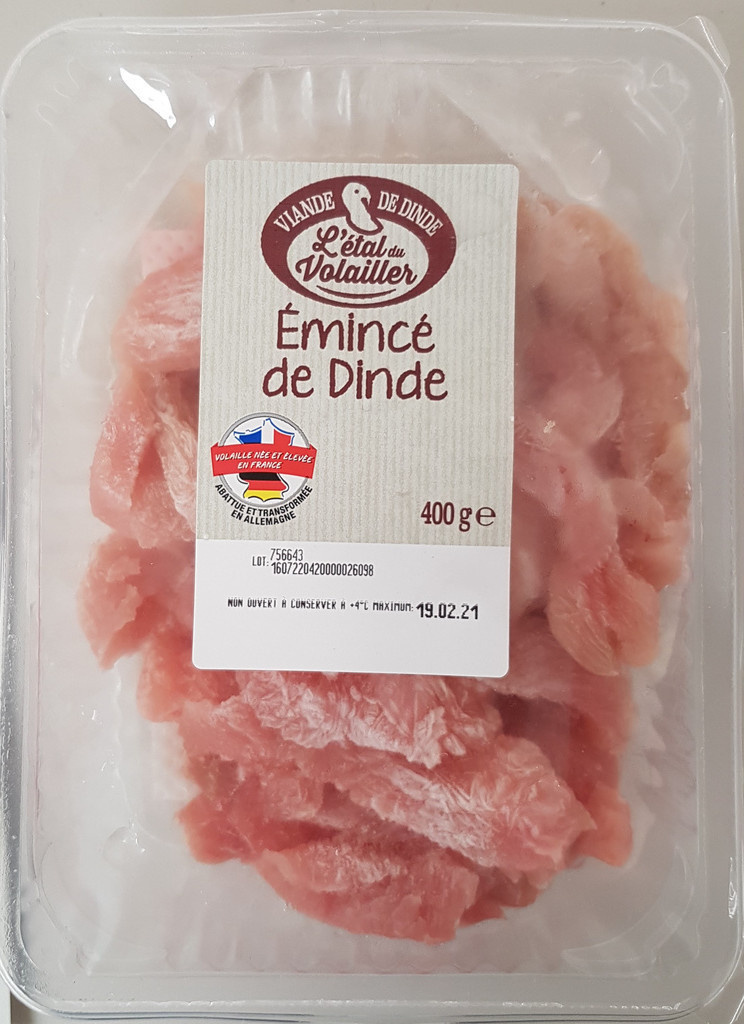 VIANDE DE DINDE
L'étal du
Volailler
Émincé
de Dinde
VOLAILLE NÉE ET ÉLEVÉE
EN FRANCE
ABATTUE ET TRANSFORMÉE
EN ALLEMAGNE
400 g e
756643
LOT: 1607220420000026098
NON OUVERT A CONSERVER A +4°C MAXIMUM: 19.02.21